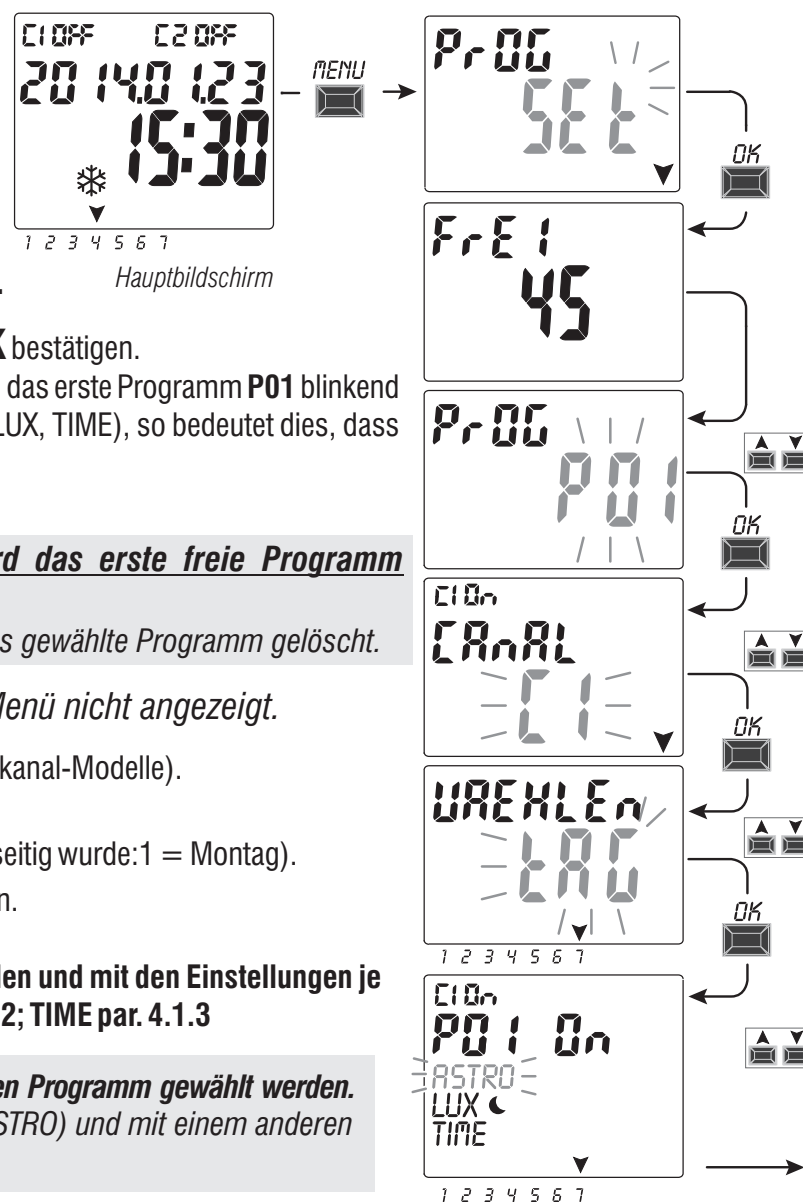 C1 OFF C2 OFF
2014.01.23
15:30
1 2 3 4 5 6 7
Hauptbildschirm
MENU
PrOG
SEt
OK
FrEI
45
PrOG
P01
OK
C1 On
CAnAL
C1
OK
WAEHLEn
tAG
1 2 3 4 5 6 7
OK
C1 On
P01 On
ASTRO
LUX
TIME
1 2 3 4 5 6 7
.
K bestätigen.
das erste Programm P01 blinkend
LUX, TIME), so bedeutet dies, dass
rd das erste freie Programm
s gewählte Programm gelöscht.
Menü nicht angezeigt.
kanal-Modelle).
seitig wurde:1 = Montag).
n.
den und mit den Einstellungen je
2; TIME par. 4.1.3
en Programm gewählt werden.
STRO) und mit einem anderen